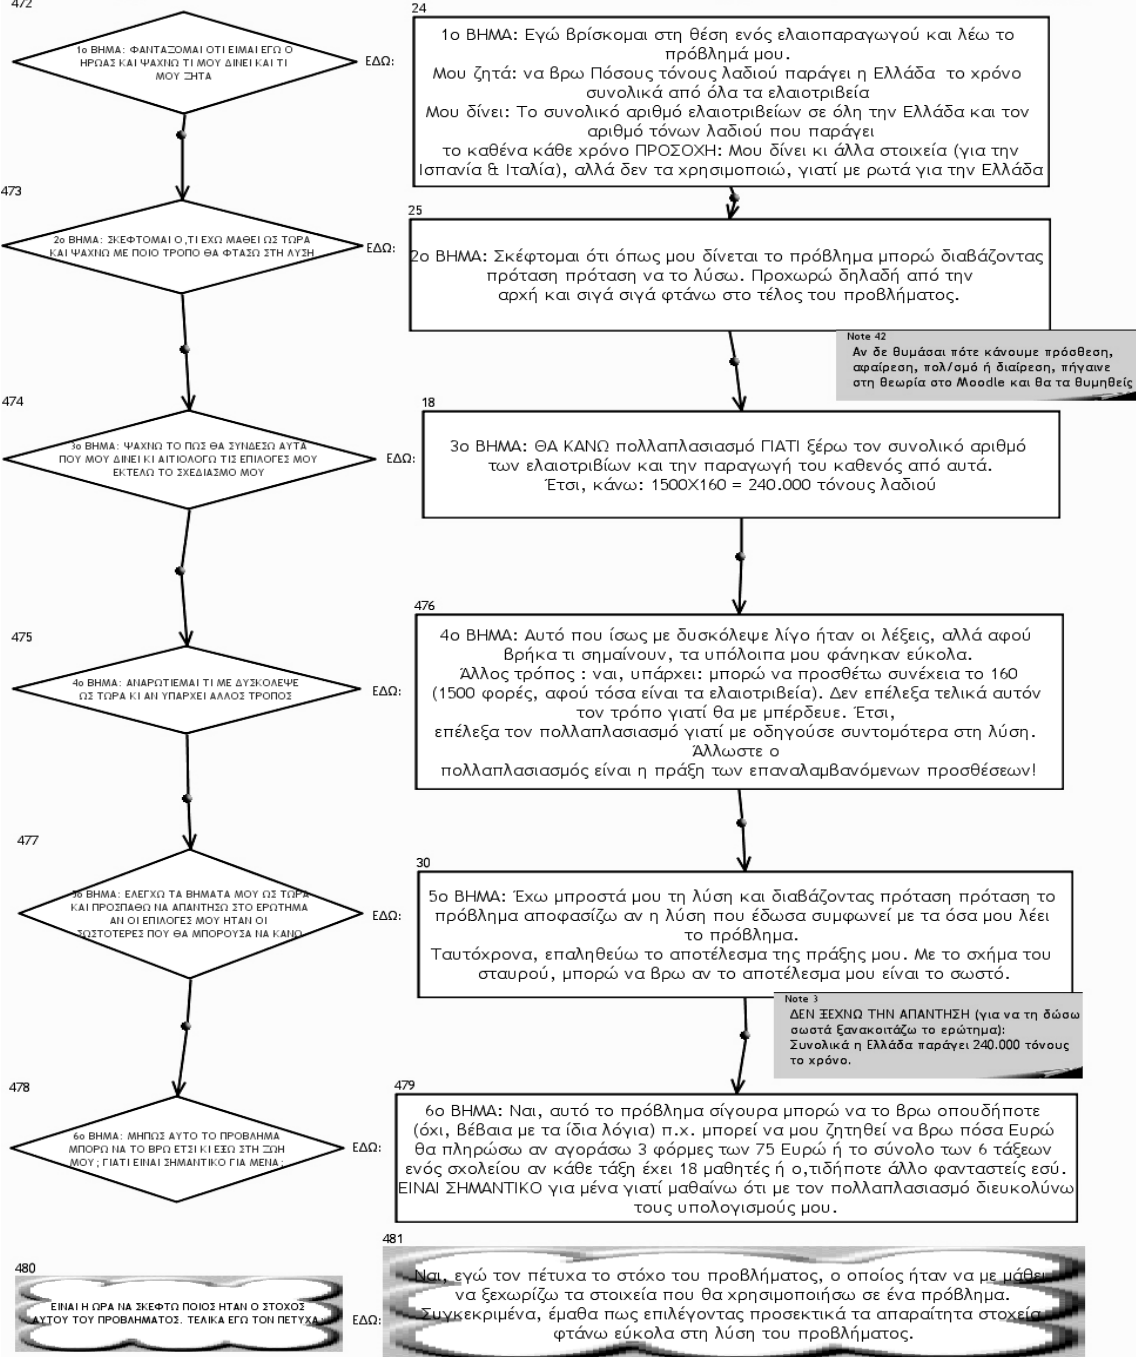 472
1ο ΒΗΜΑ: ΦΑΝΤΑΖΟΜΑΙ ΟΤΙ ΕΙΜΑΙ ΕΓΩ Ο
ΗΡΩΑΣ ΚΑΙ ΨΑΧΝΩ ΤΙ ΜΟΥ ΔΙΝΕΙ ΚΑΙ ΤΙ
ΜΟΥ ΖΗΤΑ
ΕΔΩ:
24
1ο ΒΗΜΑ: Εγώ βρίσκομαι στη θέση ενός ελαιοπαραγωγού και λέω το
πρόβλημά μου.
Μου ζητά: να βρω Πόσους τόνους λαδιού παράγει η Ελλάδα το χρόνο
συνολικά από όλα τα ελαιοτριβεία
Μου δίνει: Το συνολικό αριθμό ελαιοτριβείων σε όλη την Ελλάδα και τον
αριθμό τόνων λαδιού που παράγει
το καθένα κάθε χρόνο ΠΡΟΣΟΧΗ: Μου δίνει κι άλλα στοιχεία (για την
Ισπανία & Ιταλία), αλλά δεν τα χρησιμοποιώ, γιατί με ρωτά για την Ελλάδα
473
2ο ΒΗΜΑ: ΣΚΕΦΤΟΜΑΙ Ο,ΤΙ ΕΧΩ ΜΑΘΕΙ ΩΣ ΤΩΡΑ
ΚΑΙ ΨΑΧΝΩ ΜΕ ΠΟΙΟ ΤΡΟΠΟ ΘΑ ΦΤΑΣΩ ΣΤΗ ΛΥΣΗ
ΕΔΩ:
25
2ο ΒΗΜΑ: Σκέφτομαι ότι όπως μου δίνεται το πρόβλημα μπορώ διαβάζοντας
πρόταση πρόταση να το λύσω. Προχωρώ δηλαδή από την
αρχή και σιγά σιγά φτάνω στο τέλος του προβλήματος.
Note 42
Αν δε θυμάσαι πότε κάνουμε πρόσθεση,
αφαίρεση, πολ/σμό ή διαίρεση, πήγαινε
στη θεωρία στο Moodle και θα τα θυμηθείς
474
3ο ΒΗΜΑ: ΨΑΧΝΩ ΤΟ ΠΩΣ ΘΑ ΣΥΝΔΕΣΩ ΑΥΤΑ
ΠΟΥ ΜΟΥ ΔΙΝΕΙ ΚΙ ΑΙΤΙΟΛΟΓΩ ΤΙΣ ΕΠΙΛΟΓΕΣ ΜΟΥ
ΕΚΤΕΛΩ ΤΟ ΣΧΕΔΙΑΣΜΟ ΜΟΥ
ΕΔΩ:
18
3ο ΒΗΜΑ: ΘΑ ΚΑΝΩ πολλαπλασιασμό ΓΙΑΤΙ ξέρω τον συνολικό αριθμό
των ελαιοτριβίων και την παραγωγή του καθενός από αυτά.
Έτσι, κάνω: 1500Χ160 = 240.000 τόνους λαδιού
475
4ο ΒΗΜΑ: ΑΝΑΡΩΤΙΕΜΑΙ ΤΙ ΜΕ ΔΥΣΚΟΛΕΨΕ
ΩΣ ΤΩΡΑ ΚΙ ΑΝ ΥΠΑΡΧΕΙ ΑΛΛΟΣ ΤΡΟΠΟΣ
ΕΔΩ:
476
4ο ΒΗΜΑ: Αυτό που ίσως με δυσκόλεψε λίγο ήταν οι λέξεις, αλλά αφού
βρήκα τι σημαίνουν, τα υπόλοιπα μου φάνηκαν εύκολα.
Άλλος τρόπος : ναι, υπάρχει: μπορώ να προσθέτω συνέχεια το 160
(1500 φορές, αφού τόσα είναι τα ελαιοτριβεία). Δεν επέλεξα τελικά αυτόν
τον τρόπο γιατί θα με μπέρδευε. Έτσι,
επέλεξα τον πολλαπλασιασμό γιατί με οδηγούσε συντομότερα στη λύση.
Άλλωστε ο
πολλαπλασιασμός είναι η πράξη των επαναλαμβανόμενων προσθέσεων!
477
5ο ΒΗΜΑ: ΕΛΕΓΧΩ ΤΑ ΒΗΜΑΤΑ ΜΟΥ ΩΣ ΤΩΡΑ
ΚΑΙ ΠΡΟΣΠΑΘΩ ΝΑ ΑΠΑΝΤΗΣΩ ΣΤΟ ΕΡΩΤΗΜΑ
ΑΝ ΟΙ ΕΠΙΛΟΓΕΣ ΜΟΥ ΗΤΑΝ ΟΙ
ΣΩΣΤΟΤΕΡΕΣ ΠΟΥ ΘΑ ΜΠΟΡΟΥΣΑ ΝΑ ΚΑΝΩ
ΕΔΩ:
30
5ο ΒΗΜΑ: Έχω μπροστά μου τη λύση και διαβάζοντας πρόταση πρόταση το
πρόβλημα αποφασίζω αν η λύση που έδωσα συμφωνεί με τα όσα μου λέει
το πρόβλημα.
Ταυτόχρονα, επαληθεύω το αποτέλεσμα της πράξης μου. Με το σχήμα του
σταυρού, μπορώ να βρω αν το αποτέλεσμα μου είναι το σωστό.
Note 3
ΔΕΝ ΞΕΧΝΩ ΤΗΝ ΑΠΑΝΤΗΣΗ (για να τη δώσω
σωστά ξανακοιτάζω το ερώτημα):
Συνολικά η Ελλάδα παράγει 240.000 τόνους
το χρόνο.
478
6ο ΒΗΜΑ: ΜΗΠΩΣ ΑΥΤΟ ΤΟ ΠΡΟΒΛΗΜΑ
ΜΠΟΡΩ ΝΑ ΤΟ ΒΡΩ ΕΤΣΙ ΚΙ ΕΞΩ ΣΤΗ ΖΩΗ
ΜΟΥ; ΓΙΑΤΙ ΕΙΝΑΙ ΣΗΜΑΝΤΙΚΟ ΓΙΑ ΜΕΝΑ;
ΕΔΩ:
479
6ο ΒΗΜΑ: Ναι, αυτό το πρόβλημα σίγουρα μπορώ να το βρω οπουδήποτε
(όχι, βέβαια με τα ίδια λόγια) π.χ. μπορεί να μου ζητηθεί να βρω πόσα Ευρώ
θα πληρώσω αν αγοράσω 3 φόρμες των 75 Ευρώ ή το σύνολο των 6 τάξεων
ενός σχολείου αν κάθε τάξη έχει 18 μαθητές ή ο,τιδήποτε άλλο φανταστείς εσύ.
ΕΙΝΑΙ ΣΗΜΑΝΤΙΚΟ για μένα γιατί μαθαίνω ότι με τον πολλαπλασιασμό διευκολύνω
τους υπολογισμούς μου.
480
ΕΙΝΑΙ Η ΩΡΑ ΝΑ ΣΚΕΦΤΩ ΠΟΙΟΣ ΗΤΑΝ Ο ΣΤΟΧΟΣ
ΑΥΤΟΥ ΤΟΥ ΠΡΟΒΛΗΜΑΤΟΣ. ΤΕΛΙΚΑ ΕΓΩ ΤΟΝ ΠΕΤΥΧΑ
ΕΔΩ:
481
Ναι, εγώ τον πέτυχα το στόχο του προβλήματος, ο οποίος ήταν να με μάθει
να ξεχωρίζω τα στοιχεία που θα χρησιμοποιήσω σε ένα πρόβλημα.
Συγκεκριμένα, έμαθα πως επιλέγοντας προσεκτικά τα απαραίτητα στοχεία
φτάνω εύκολα στη λύση του προβλήματος.